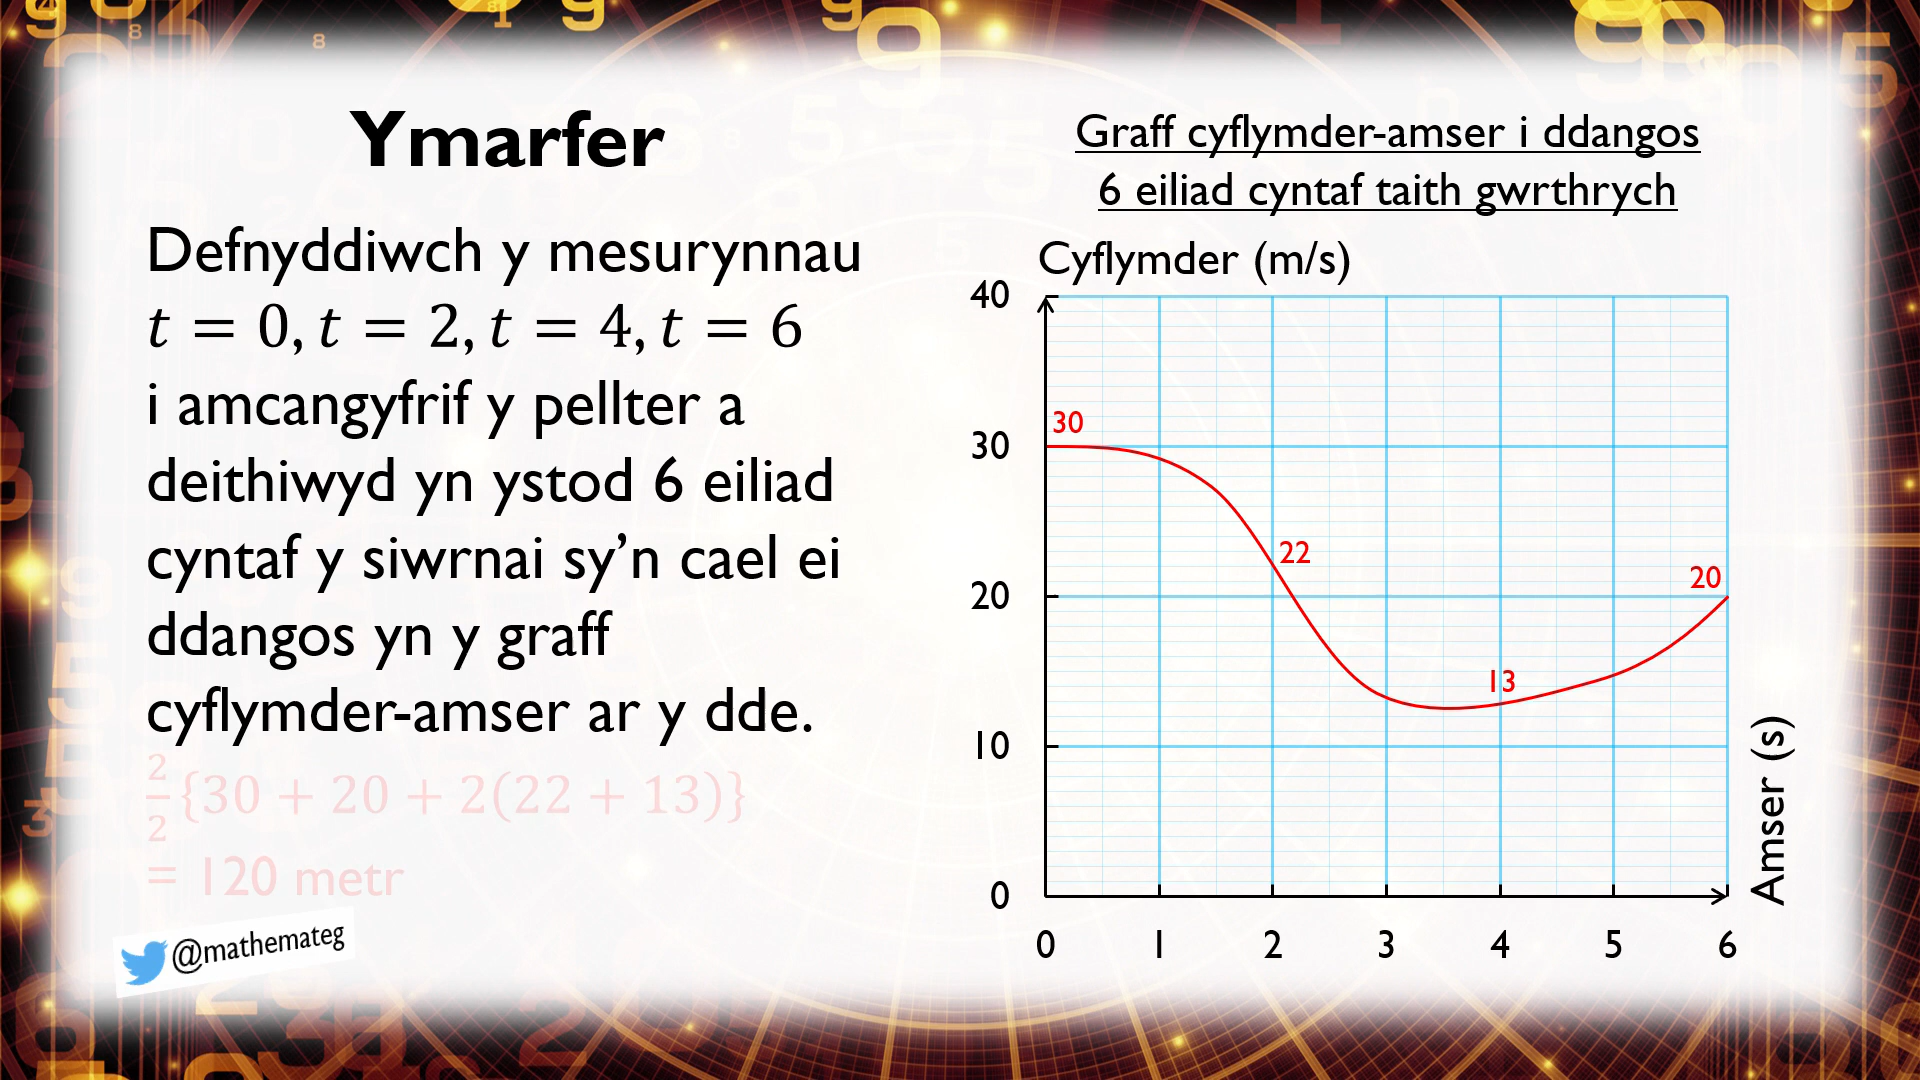 Ymarfer
Defnyddiwch y mesurynnau
t = 0, t = 2, t = 4, t = 6
i amcangyfrif y pellter a
deithiwyd yn ystod 6 eiliad
cyntaf y siwrnai sy’n cael ei
ddangos yn y graff
cyflymder-amser ar y dde.
2/2 {30 + 20 + 2(22 + 13)}
= 120 metr
@mathemateg
Graff cyflymder-amser i ddangos
6 eiliad cyntaf taith gwrthrych
Cyflymder (m/s)
40
30
20
10
0
30
22
13
20
0 1 2 3 4 5 6
Amser (s)